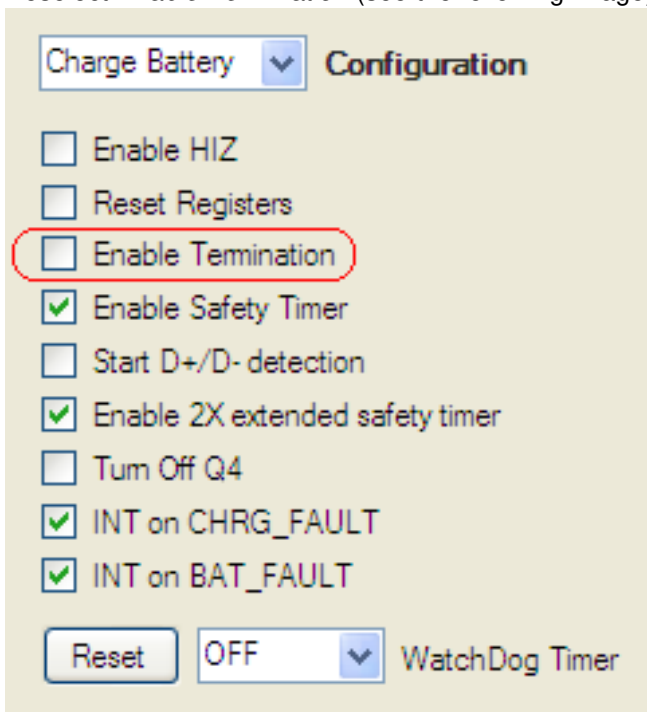 Charge Battery Configuration
Enable HIZ
Reset Registers
Enable Termination
Enable Safety Timer
Start D+/D- detection
Enable 2X extended safety timer
Turn Off Q4
INT on CHRG_FAULT
INT on BAT_FAULT
Reset OFF WatchDog Timer